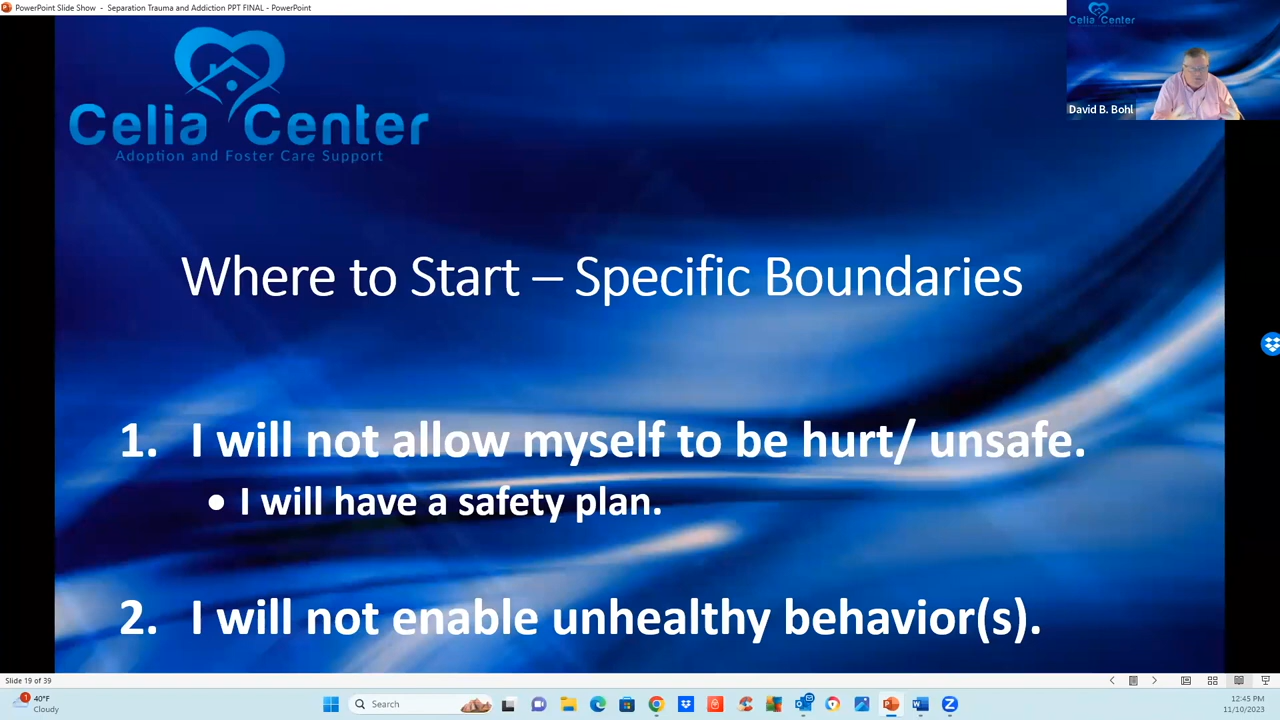 PowerPoint Slide Show - Separation Trauma and Addiction PPT FINAL - PowerPoint
Celia Center
Adoption and Foster Care Support
Celia Center
David B. Bohl
Where to Start – Specific Boundaries
1. I will not allow myself to be hurt/ unsafe.
• I will have a safety plan.
2. I will not enable unhealthy behavior(s).
Slide 19 of 39
1
40°F
Cloudy
Search
12:45 PM
11/10/2023